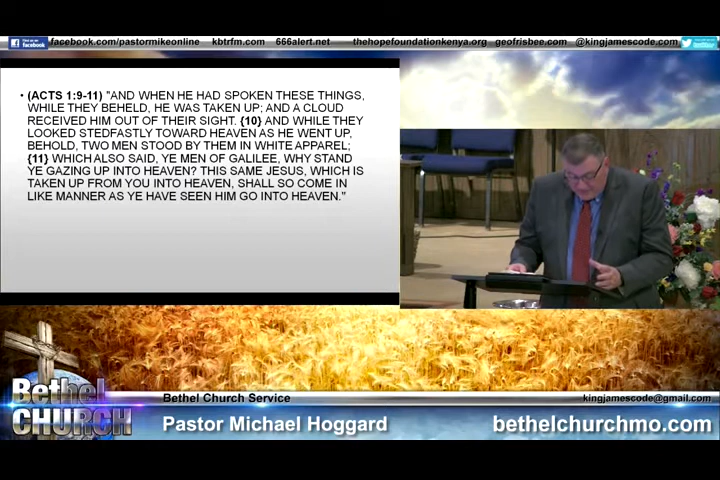 Find us on facebook facebook.com/pastormikeonline kbtrfm.com 666alert.net thehopefoundationkenya.org geofrisbee.com @kingjamescode.com
• (ACTS 1:9-11) "AND WHEN HE HAD SPOKEN THESE THINGS,
WHILE THEY BEHELD, HE WAS TAKEN UP; AND A CLOUD
RECEIVED HIM OUT OF THEIR SIGHT. {10} AND WHILE THEY
LOOKED STEDFASTLY TOWARD HEAVEN AS HE WENT UP,
BEHOLD, TWO MEN STOOD BY THEM IN WHITE APPAREL;
{11} WHICH ALSO SAID, YE MEN OF GALILEE, WHY STAND
YE GAZING UP INTO HEAVEN? THIS SAME JESUS, WHICH IS
TAKEN UP FROM YOU INTO HEAVEN, SHALL SO COME IN
LIKE MANNER AS YE HAVE SEEN HIM GO INTO HEAVEN."
Bethel
CHURCH
Bethel Church Service kingjamescode@gmail.com
Pastor Michael Hoggard bethelchurchmo.com